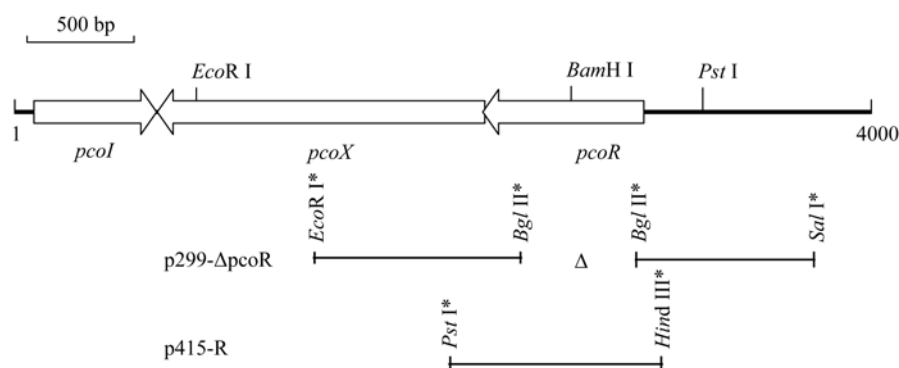 500 bp
EcoR I
BamH I
Pst I
1
4000
pcoI
pcoX
pcoR
EcoR I*
Bgl II*
Bgl II*
Sal I*
p299-ΔpcoR
Δ
Pst I*
Hind III*
p415-R